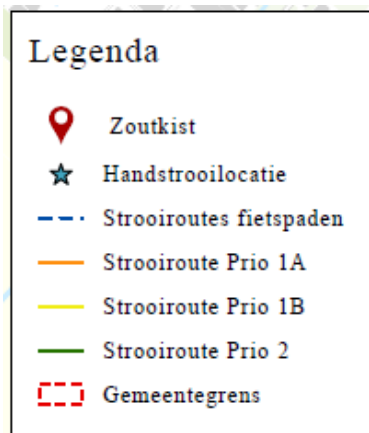 Legenda
Zoutkist
Handstrooilocatie
Strooiroutes fietspaden
Strooiroute Prio 1A
Strooiroute Prio 1B
Strooiroute Prio 2
Gemeentegrens